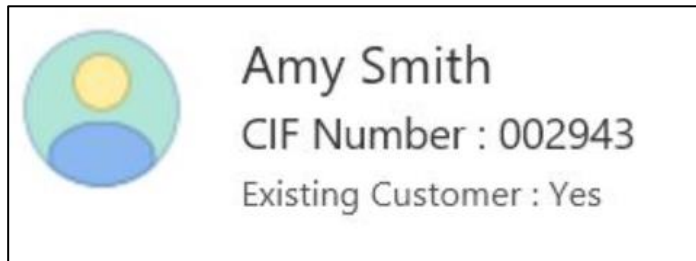 Amy Smith
CIF Number : 002943
Existing Customer : Yes